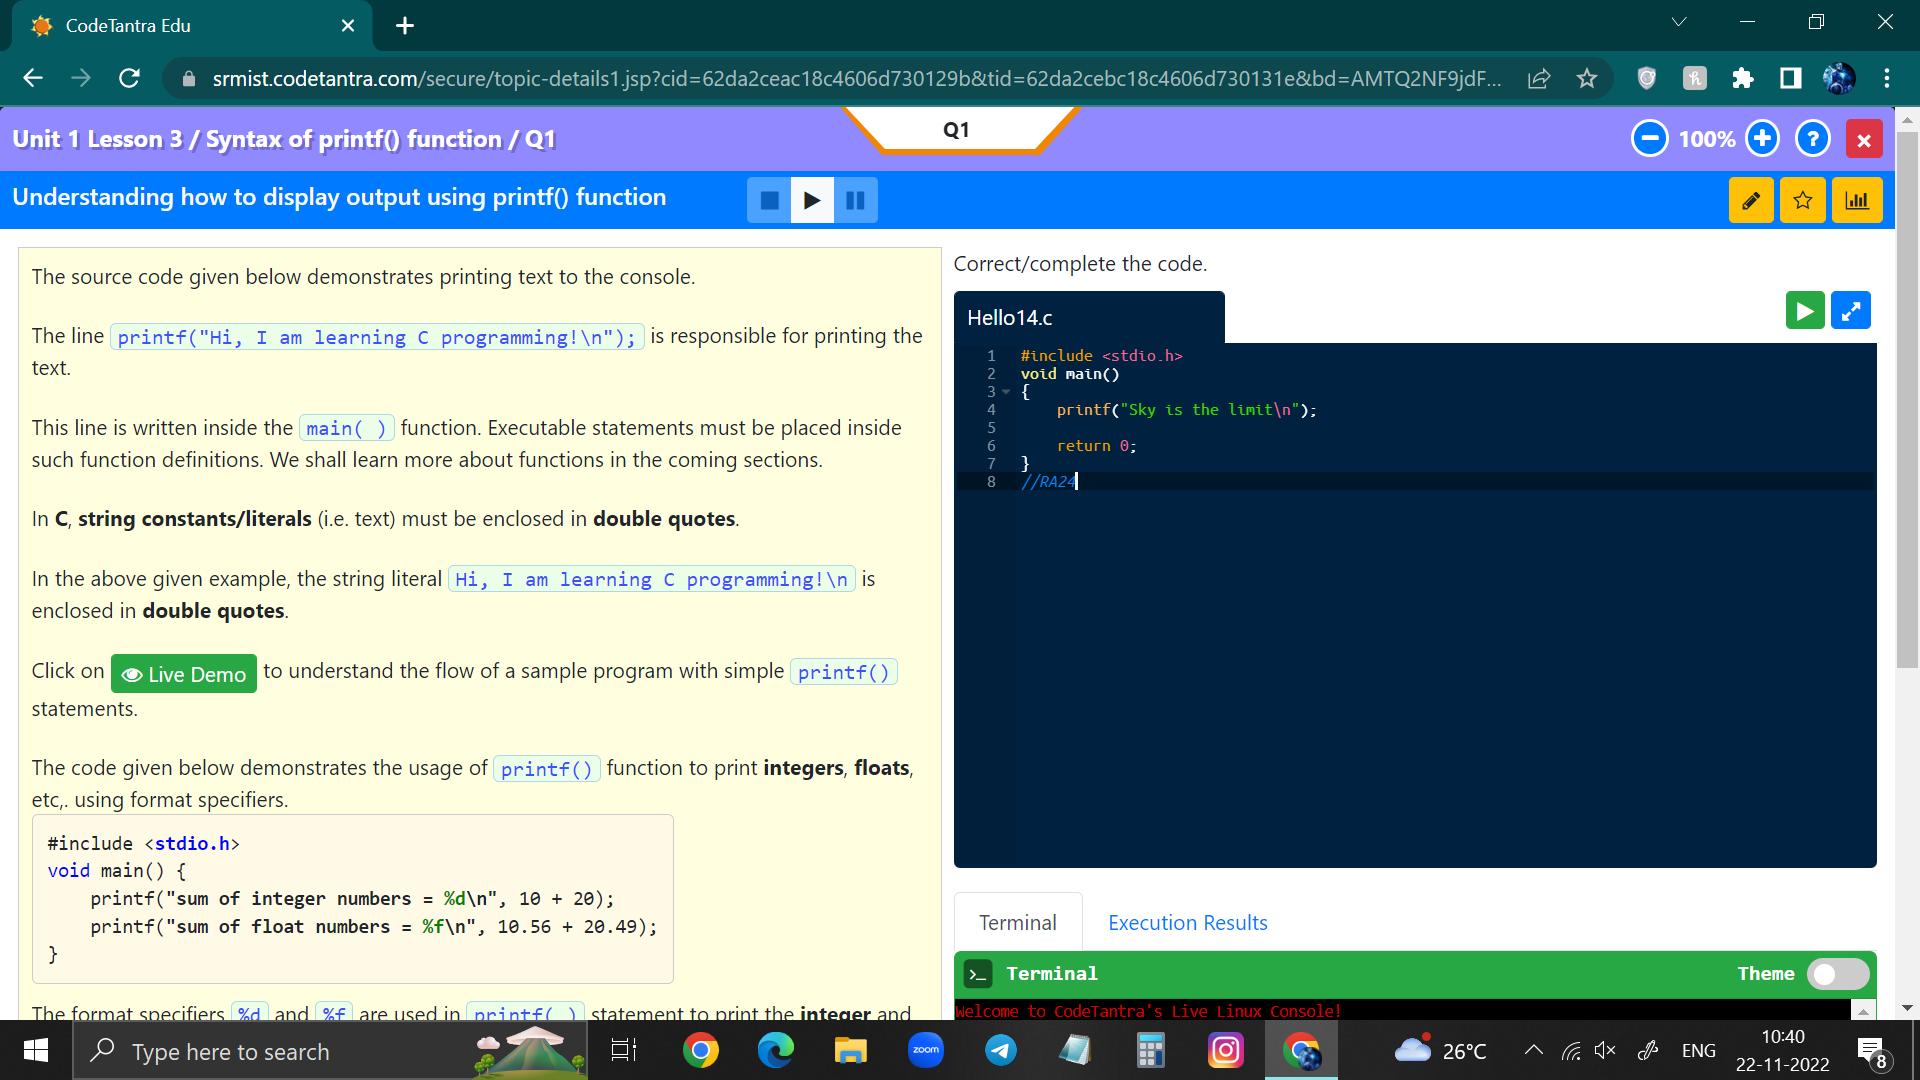 CodeTantra Edu
srmist.codetantra.com/secure/topic-details1.jsp?cid=62da2ceac18c4606d730129b&tid=62da2cebc18c4606d730131e&bd=AMTQ2NF9jdF...
Unit 1 Lesson 3 / Syntax of printf() function / Q1
Q1
100%
Understanding how to display output using printf() function
The source code given below demonstrates printing text to the console.
The line printf("Hi, I am learning C programming!\n"); is responsible for printing the
text.
This line is written inside the main( ) function. Executable statements must be placed inside
such function definitions. We shall learn more about functions in the coming sections.
In C, string constants/literals (i.e. text) must be enclosed in double quotes.
In the above given example, the string literal Hi, I am learning C programming!\n is
enclosed in double quotes.
Click on Live Demo to understand the flow of a sample program with simple printf()
statements.
The code given below demonstrates the usage of printf() function to print integers, floats,
etc,. using format specifiers.
#include <stdio.h>
void main() {
printf("sum of integer numbers = %d\n", 10 + 20);
printf("sum of float numbers = %f\n", 10.56 + 20.49);
}
The format specifiers %d and %f are used in printf( ) statement to print the integer and
Correct/complete the code.
Hello14.c
1 #include <stdio.h>
2 void main()
3 {
4 printf("Sky is the limit\n");
5
6 return 0;
7 }
8 //RA24
Terminal
Execution Results
Terminal
Theme
Welcome to CodeTantra's Live Linux Console!
Type here to search
zoom
26°C
ENG
10:40
22-11-2022
8